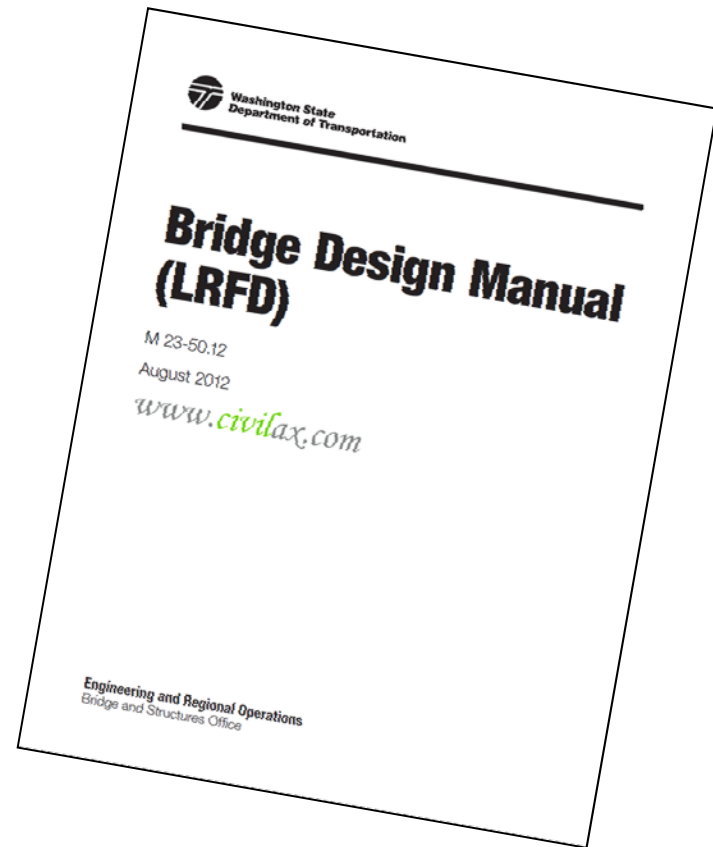 Washington State
Department of Transportation
Bridge Design Manual
(LRFD)
M 23-50.12
August 2012
www.civilax.com
Engineering and Regional Operations
Bridge and Structures Office